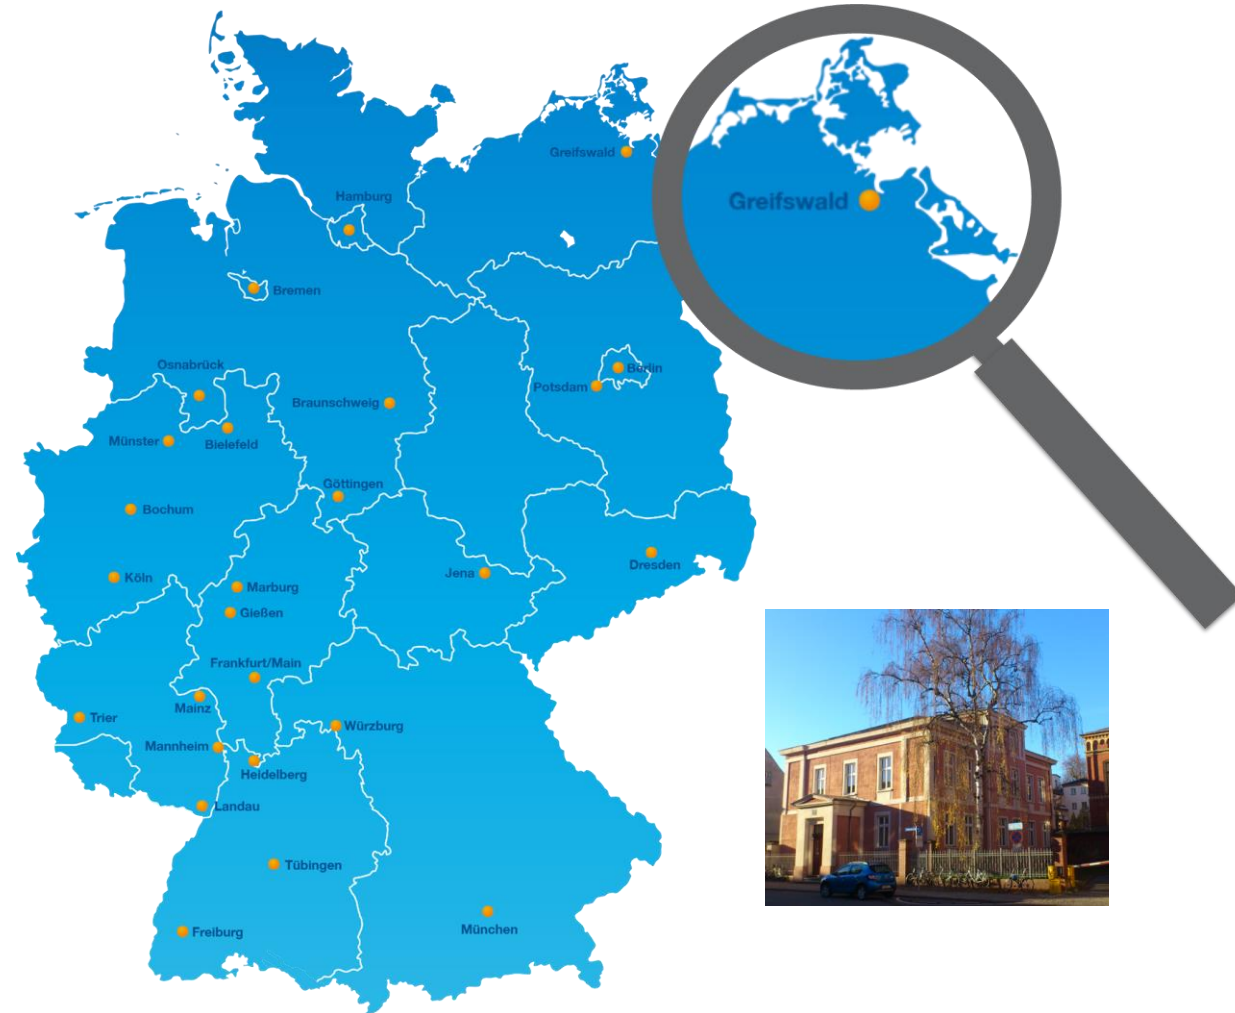 Greifswald
Greifswald
Hamburg
Bremen
Osnabrück
Berlin
Potsdam
Braunschweig
Münster
Bielefeld
Göttingen
Bochum
Dresden
Köln
Jena
Marburg
Gießen
Frankfurt/Main
Mainz
Trier
Würzburg
Mannheim
Heidelberg
Landau
Tübingen
Freiburg
München